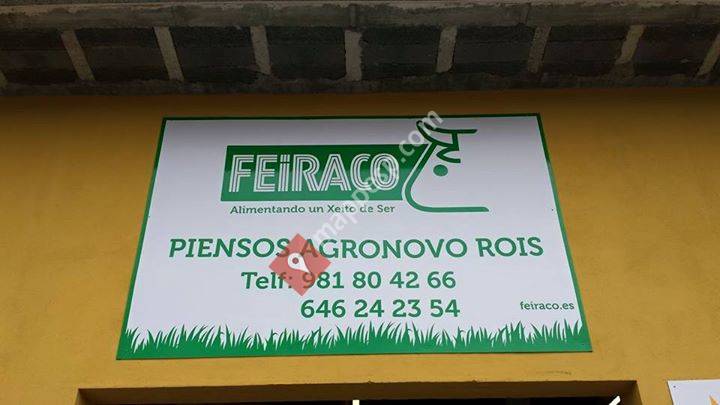 FEiRACO
Alimentando un Xeito de Ser
PIENSOS AGRONOVO ROIS
Telf: 981 80 42 66
646 24 23 54
feiraco.es